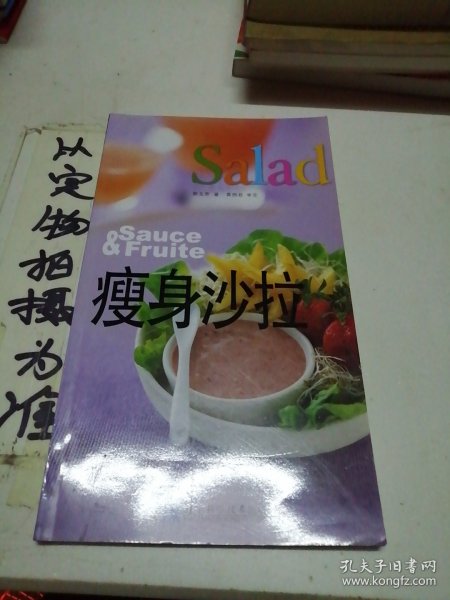 Salad
Sauce
& Fruite
瘦身沙拉
以实物拍摄为准
孔夫子旧书网
www.kongfz.com